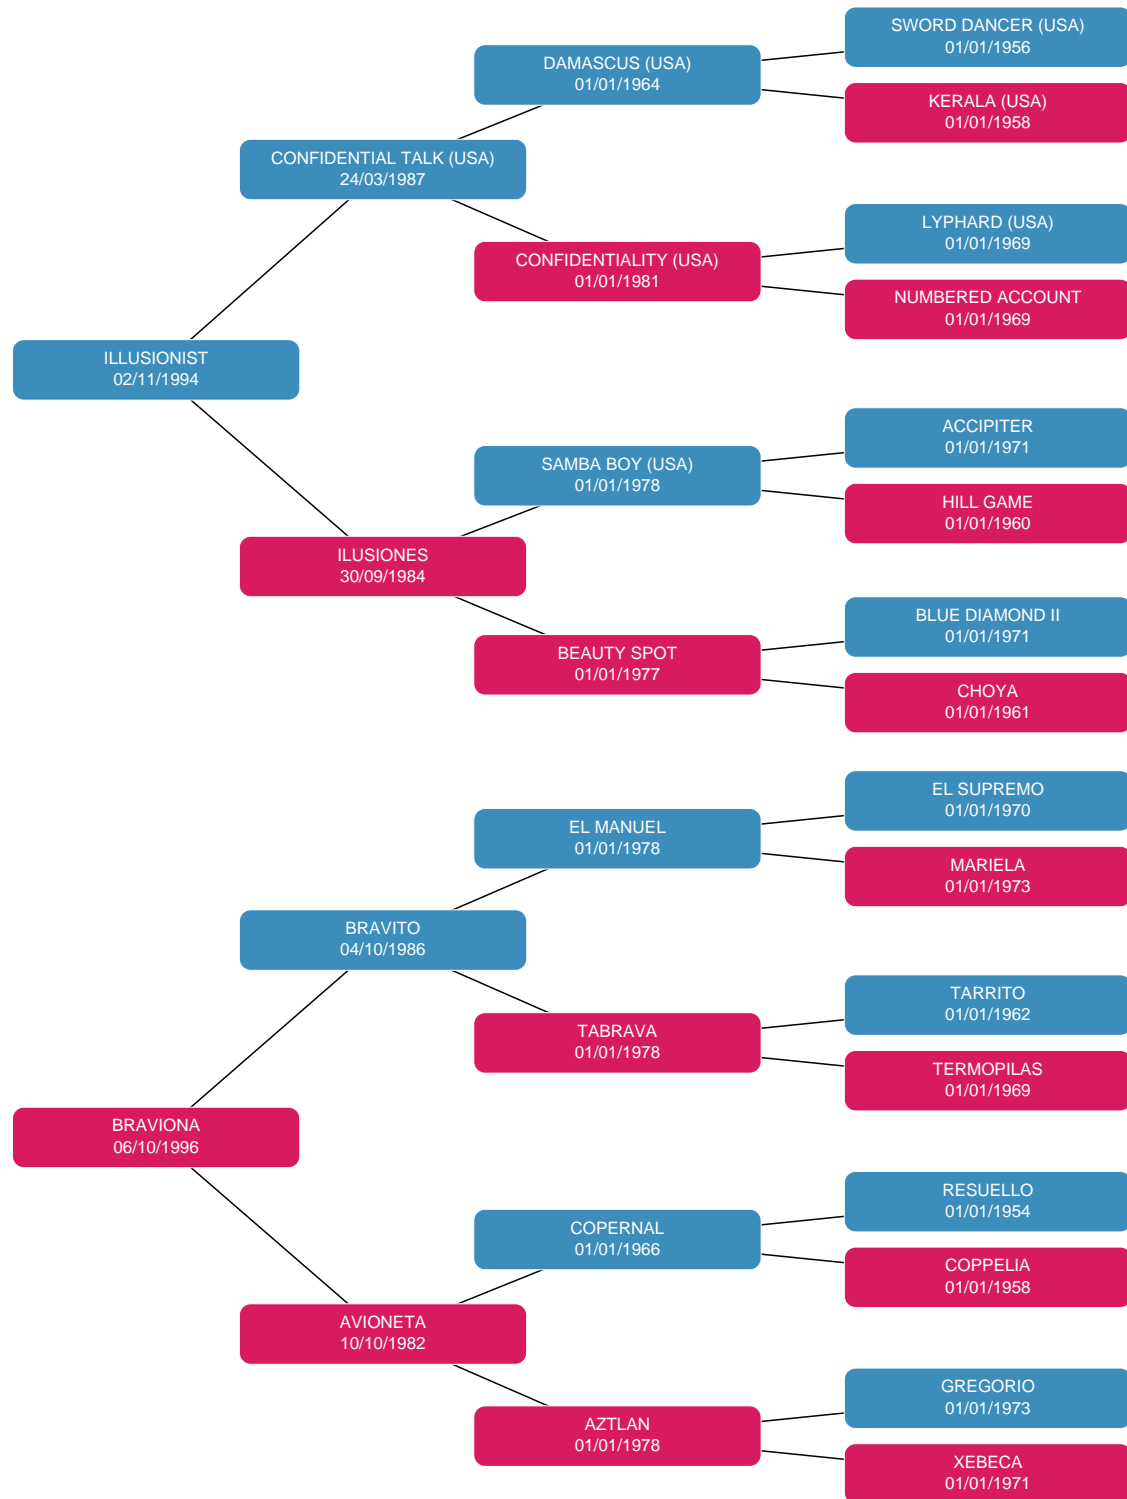 SWORD DANCER (USA)
01/01/1956
DAMASCUS (USA)
01/01/1964
KERALA (USA)
01/01/1958
CONFIDENTIAL TALK (USA)
24/03/1987
LYPHARD (USA)
01/01/1969
CONFIDENTIALITY (USA)
01/01/1981
NUMBERED ACCOUNT
01/01/1969
ILLUSIONIST
02/11/1994
ACCIPITER
01/01/1971
SAMBA BOY (USA)
01/01/1978
HILL GAME
01/01/1960
ILUSIONES
30/09/1984
BLUE DIAMOND II
01/01/1971
BEAUTY SPOT
01/01/1977
CHOYA
01/01/1961
EL SUPREMO
01/01/1970
EL MANUEL
01/01/1978
MARIELA
01/01/1973
BRAVITO
04/10/1986
TARRITO
01/01/1962
TABRAVA
01/01/1978
TERMOPILAS
01/01/1969
BRAVIONA
06/10/1996
RESUELLO
01/01/1954
COPERNAL
01/01/1966
COPPELIA
01/01/1958
AVIONETA
10/10/1982
GREGORIO
01/01/1973
AZTLAN
01/01/1978
XEBECA
01/01/1971